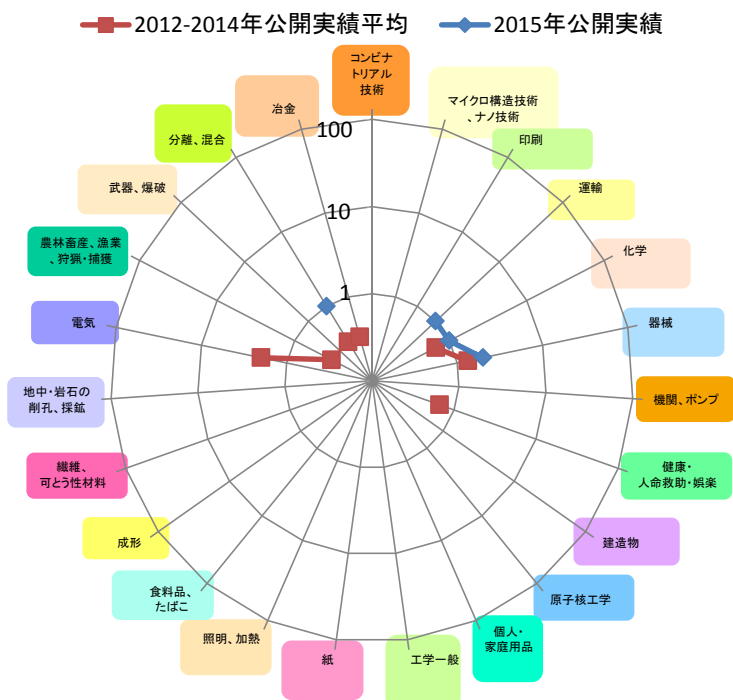 2012-2014年公開実績平均
2015年公開実績
コンビナ
トリアル
技術
マイクロ構造技術
、ナノ技術
印刷
運輸
化学
器械
機関、ポンプ
健康・
人命救助・娯楽
建造物
原子核工学
個人・
家庭用品
工学一般
紙
照明、加熱
食料品、
たばこ
成形
繊維、
可とう性材料
地中・岩石の
削孔、採鉱
電気
農林畜産、漁業
、狩猟・捕獲
武器、爆破
分離、混合
冶金
100
10
1